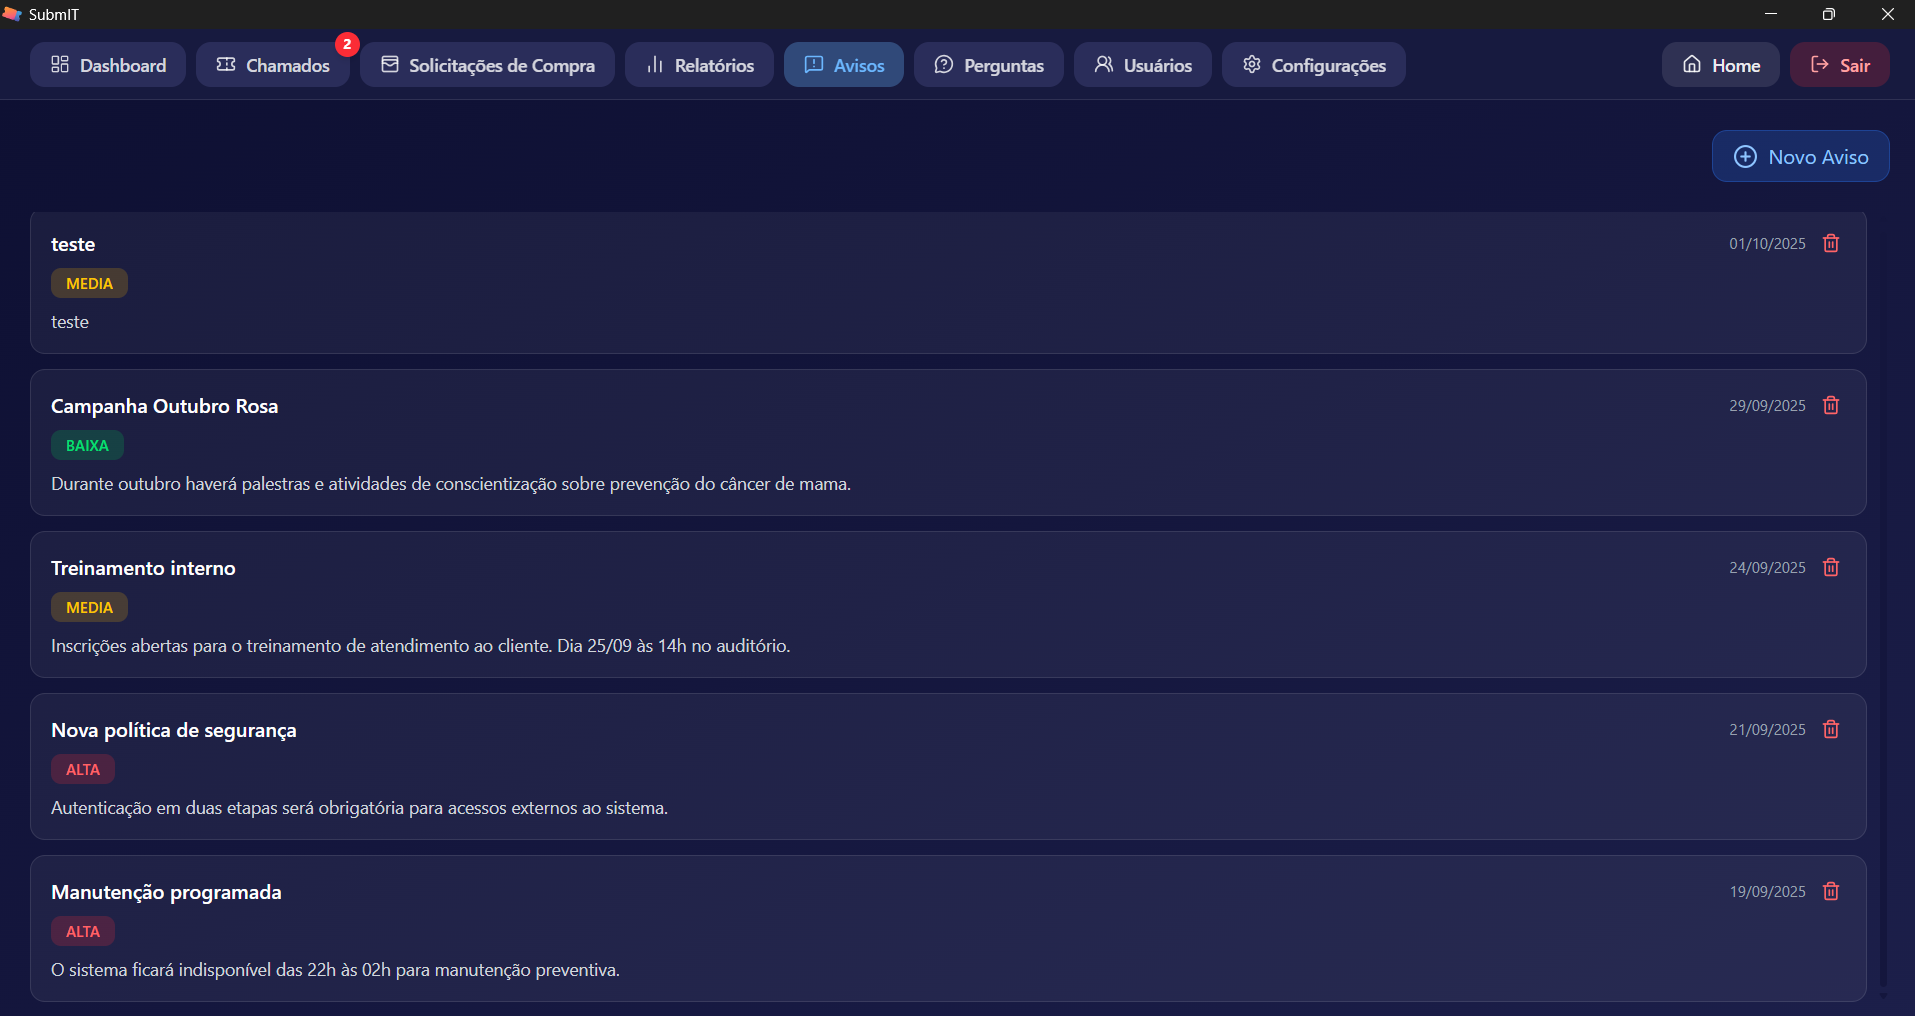 SubmIT
Dashboard
Chamados
2
Solicitações de Compra
Relatórios
Avisos
Perguntas
Usuários
Configurações
Home
Sair
Novo Aviso
teste
01/10/2025
MEDIA
teste
Campanha Outubro Rosa
29/09/2025
BAIXA
Durante outubro haverá palestras e atividades de conscientização sobre prevenção do câncer de mama.
Treinamento interno
24/09/2025
MEDIA
Inscrições abertas para o treinamento de atendimento ao cliente. Dia 25/09 às 14h no auditório.
Nova política de segurança
21/09/2025
ALTA
Autenticação em duas etapas será obrigatória para acessos externos ao sistema.
Manutenção programada
19/09/2025
ALTA
O sistema ficará indisponível das 22h às 02h para manutenção preventiva.